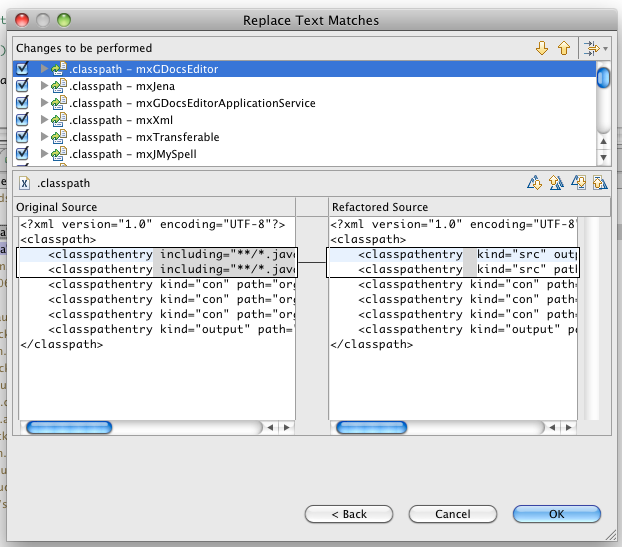 Replace Text Matches
Changes to be performed
.classpath - mxGDocsEditor
.classpath - mxJena
.classpath - mxGDocsEditorApplicationService
.classpath - mxXml
.classpath - mxTransferable
.classpath - mxJMySpell
.classpath
Original Source
Refactored Source
<?xml version="1.0" encoding="UTF-8"?>
<classpath>
<classpathentry including="**/*.java
<classpathentry including="**/*.java
<classpathentry kind="con" path="org
<classpathentry kind="con" path="org
<classpathentry kind="con" path="org
<classpathentry kind="output" path="
</classpath>
<?xml version="1.0" encoding="UTF-8"
<classpath>
<classpathentry kind="src" outp
<classpathentry kind="src" path
<classpathentry kind="con" path=
<classpathentry kind="con" path=
<classpathentry kind="con" path=
<classpathentry kind="output" pa
</classpath>
< Back
Cancel
OK